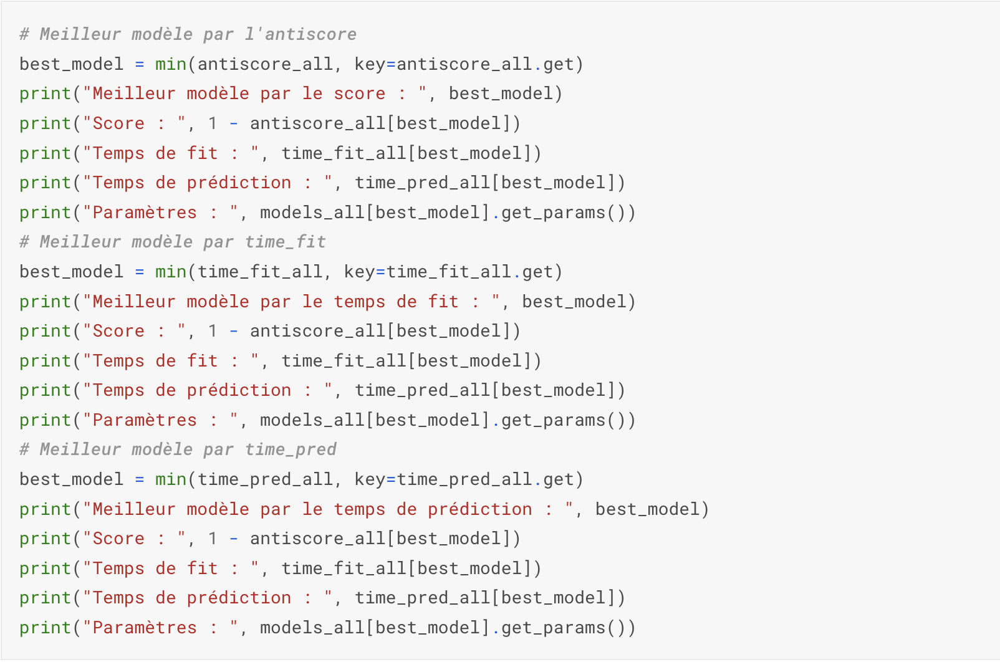 # Meilleur modèle par l'antiscore
best_model = min(antiscore_all, key=antiscore_all.get)
print("Meilleur modèle par le score : ", best_model)
print("Score : ", 1 - antiscore_all[best_model])
print("Temps de fit : ", time_fit_all[best_model])
print("Temps de prédiction : ", time_pred_all[best_model])
print("Paramètres : ", models_all[best_model].get_params())
# Meilleur modèle par time_fit
best_model = min(time_fit_all, key=time_fit_all.get)
print("Meilleur modèle par le temps de fit : ", best_model)
print("Score : ", 1 - antiscore_all[best_model])
print("Temps de fit : ", time_fit_all[best_model])
print("Temps de prédiction : ", time_pred_all[best_model])
print("Paramètres : ", models_all[best_model].get_params())
# Meilleur modèle par time_pred
best_model = min(time_pred_all, key=time_pred_all.get)
print("Meilleur modèle par le temps de prédiction : ", best_model)
print("Score : ", 1 - antiscore_all[best_model])
print("Temps de fit : ", time_fit_all[best_model])
print("Temps de prédiction : ", time_pred_all[best_model])
print("Paramètres : ", models_all[best_model].get_params())